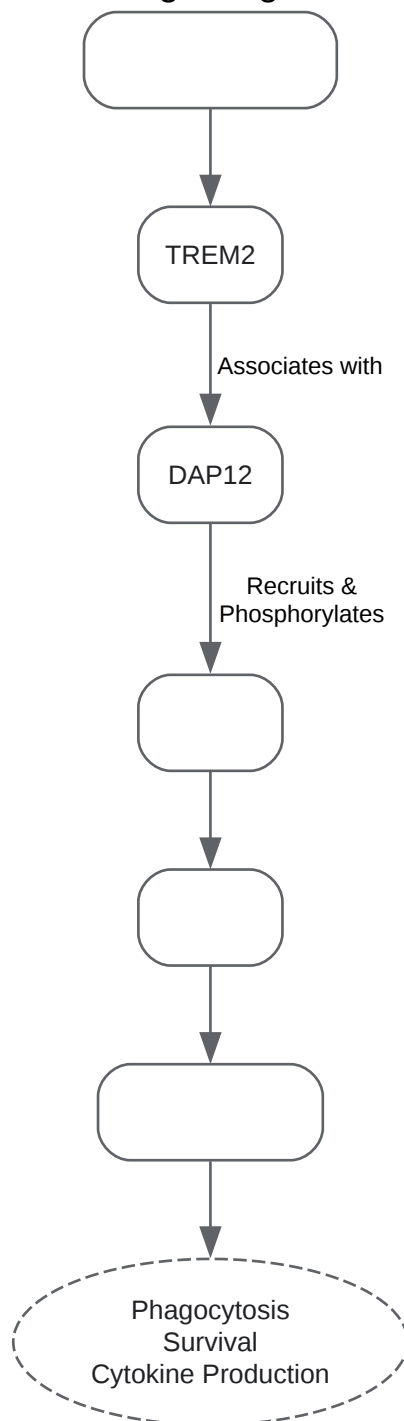 TREM2
Associates with
DAP12
Recruits &
Phosphorylates
Phagocytosis
Survival
Cytokine Production